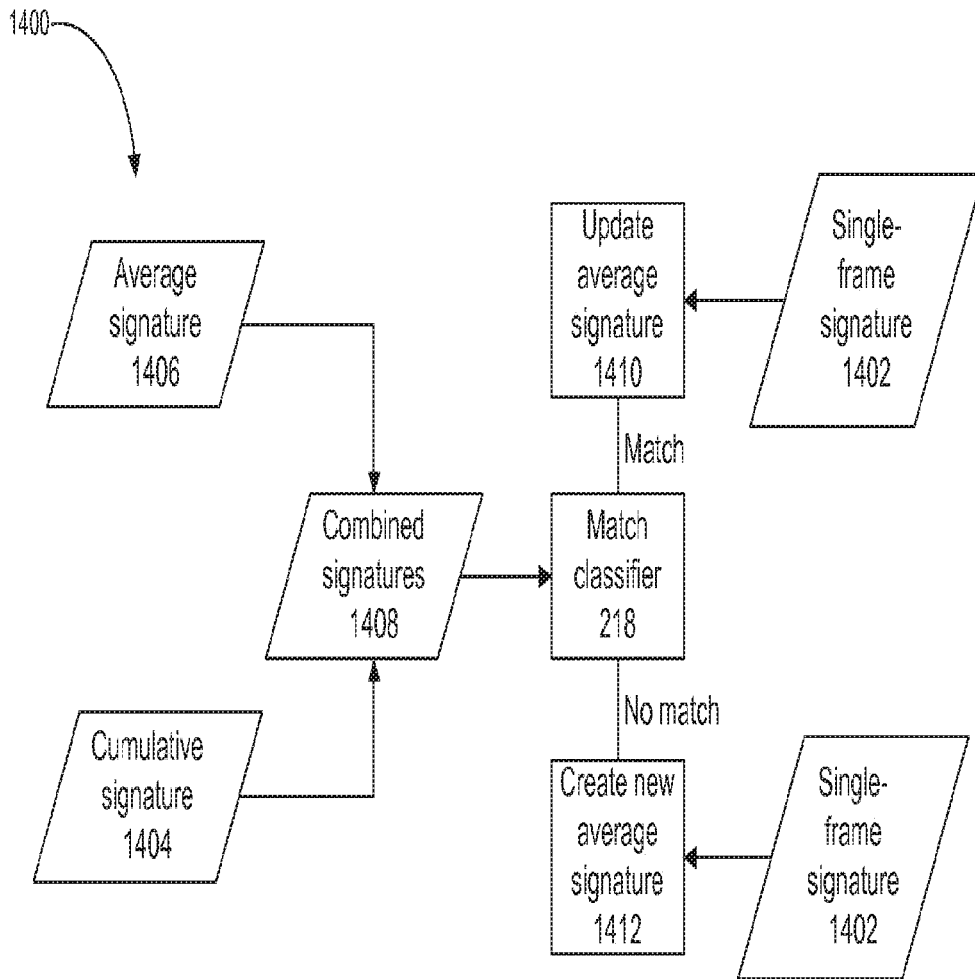 1400
Average
signature
1406
Update
average
signature
1410
Single-
frame
signature
1402
Match
Combined
signatures
1408
Match
classifier
218
No match
Cumulative
signature
1404
Create new
average
signature
1412
Single-
frame
signature
1402